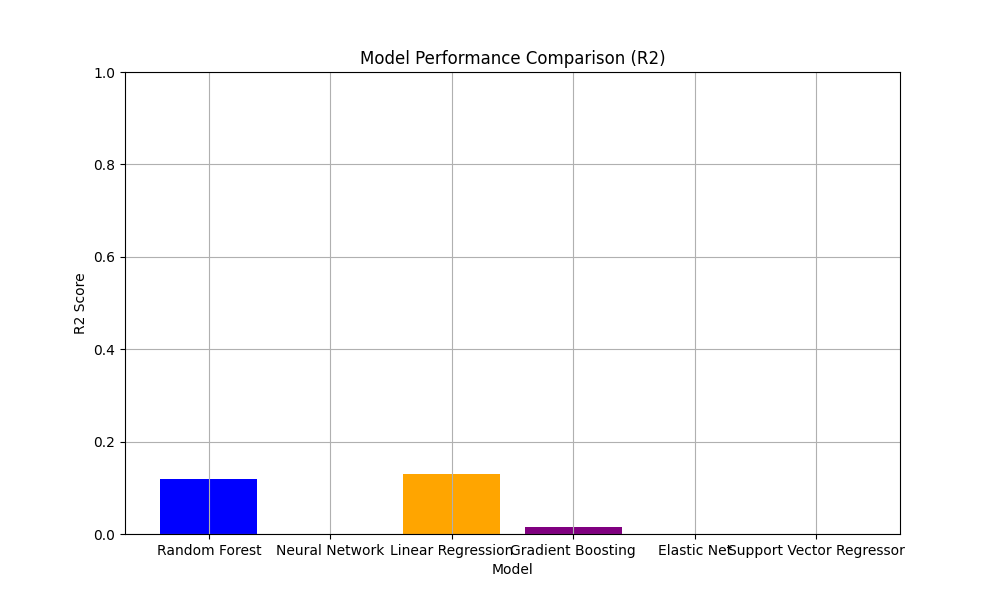 Model Performance Comparison (R2)
1.0
0.8
0.6
0.4
0.2
0.0
R2 Score
Random Forest Neural Network Linear Regression Gradient Boosting Elastic Net Support Vector Regressor
Model